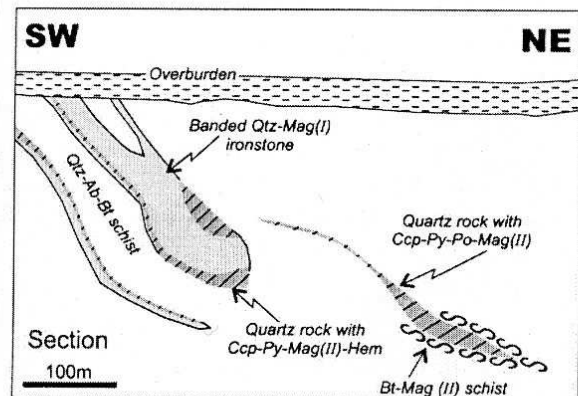 SW
NE
Overburden
Banded Qtz-Mag(I)
ironstone
Qtz-Ab-Bt schist
Quartz rock with
Ccp-Py-Po-Mag(II)
Quartz rock with
Ccp-Py-Mag(II)-Hem
Section
100m
Bt-Mag (II) schist